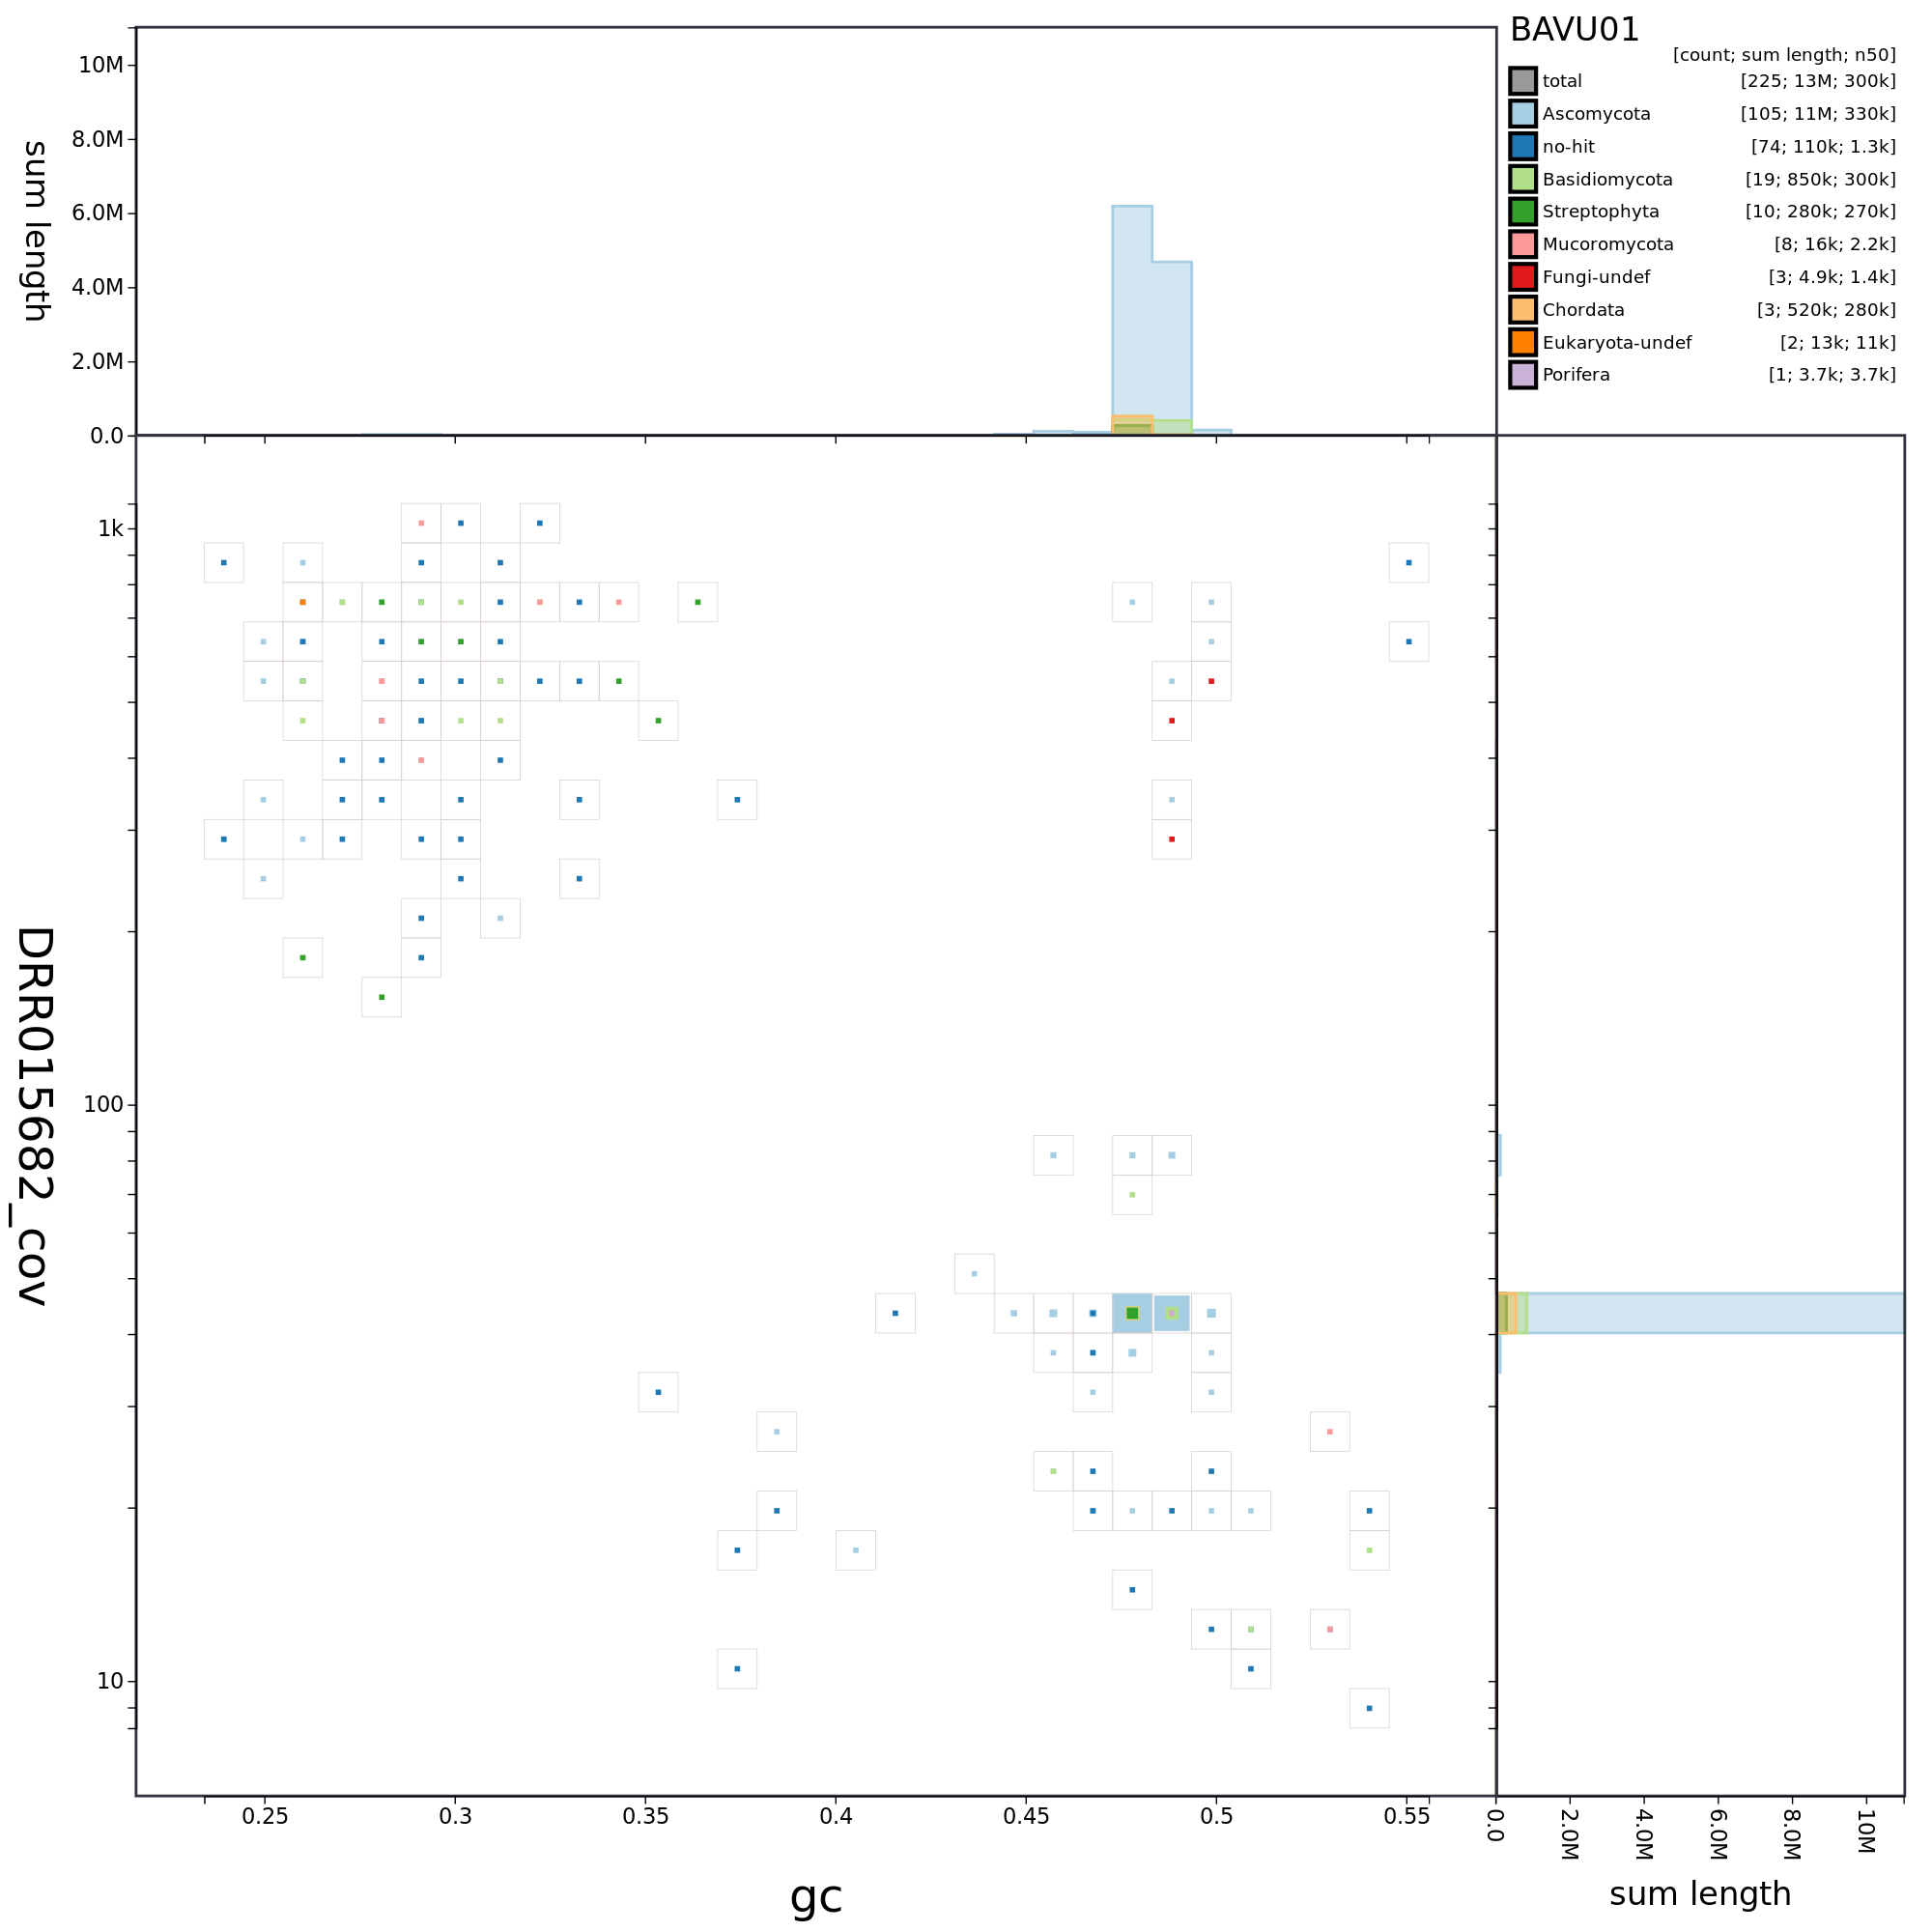 BAVU01
[count; sum length; n50]
total [225; 13M; 300k]
Ascomycota [105; 11M; 330k]
no-hit [74; 110k; 1.3k]
Basidiomycota [19; 850k; 300k]
Streptophyta [10; 280k; 270k]
Mucoromycota [8; 16k; 2.2k]
Fungi-undef [3; 4.9k; 1.4k]
Chordata [3; 520k; 280k]
Eukaryota-undef [2; 13k; 11k]
Porifera [1; 3.7k; 3.7k]
sum length
10M
8.0M
6.0M
4.0M
2.0M
0.0
DRR015682_cov
1k
100
10
0.25 0.3 0.35 0.4 0.45 0.5 0.55
gc
0.0 2.0M 4.0M 6.0M 8.0M 10M
sum length